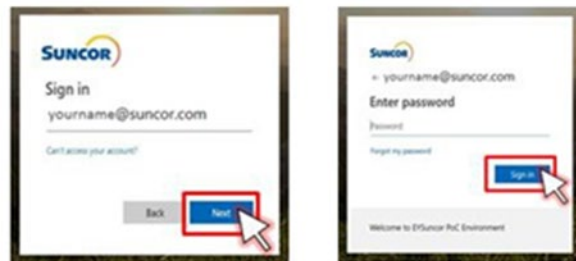 SUNCOR
Sign in
yourname@suncor.com
Can't access your account?
Back Next
SUNCOR
← yourname@suncor.com
Enter password
Password
Forgot my password
Sign in
Welcome to EYSuncor PoC Environment